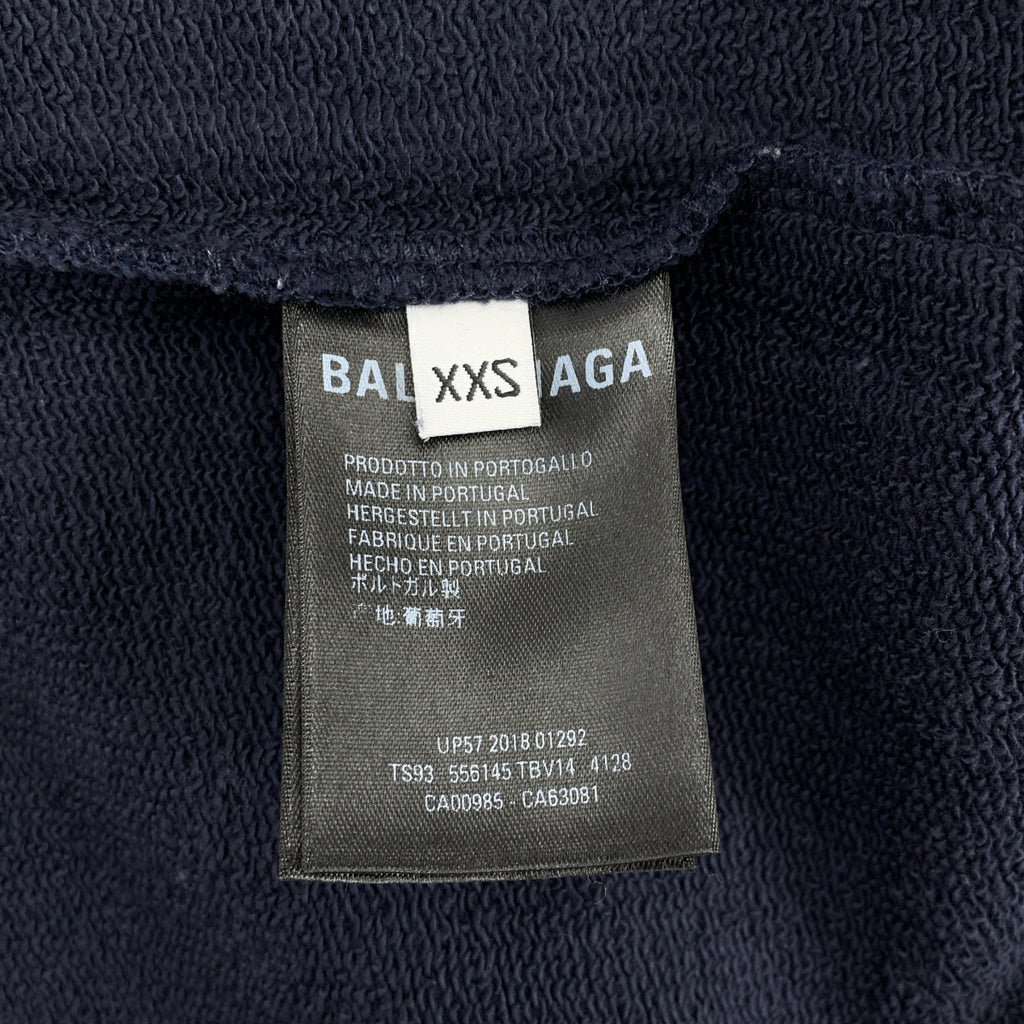 BAL XXS IAGA
PRODOTTO IN PORTOGALLO
MADE IN PORTUGAL
HERGESTELLT IN PORTUGAL
FABRIQUE EN PORTUGAL
HECHO EN PORTUGAL
ポルトガル製
地:葡萄牙
UP57 2018 01292
TS93 556145 TBV14 4128
CA00985 - CA63081